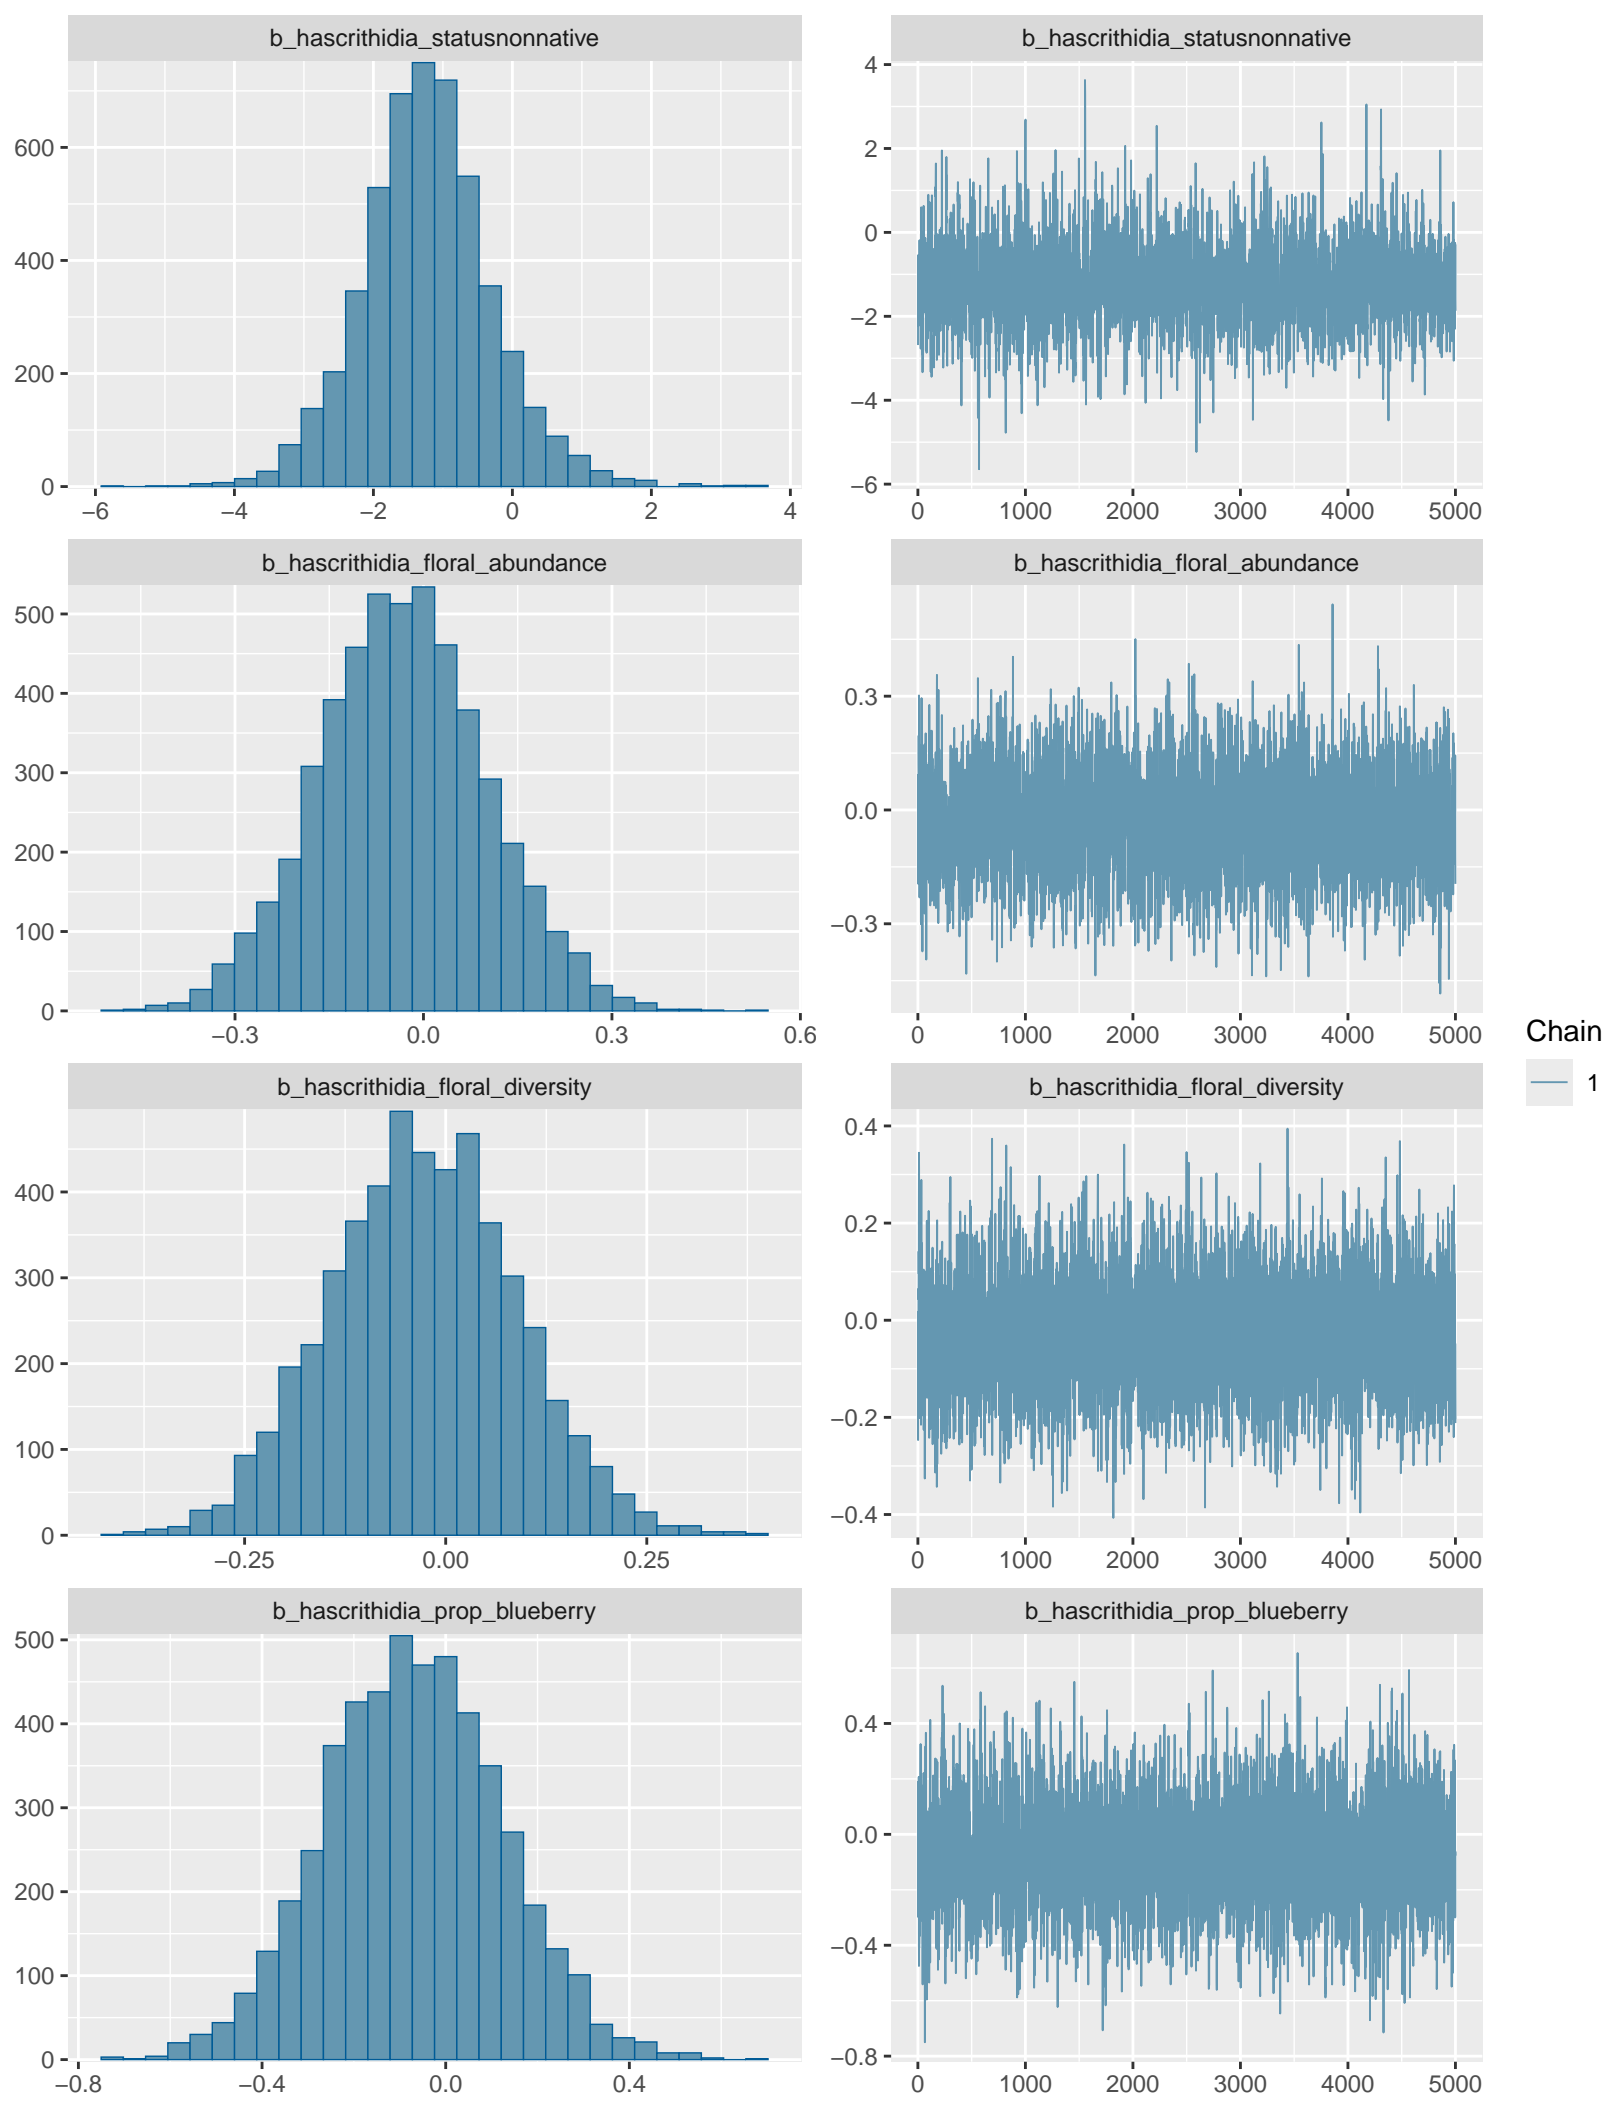 b_hascrithidia_statusnonnative
600
400
200
0
−6 −4 −2 0 2 4
b_hascrithidia_statusnonnative
4
2
0
−2
−4
−6
0 1000 2000 3000 4000 5000
b_hascrithidia_floral_abundance
500
400
300
200
100
0
−0.3 0.0 0.3 0.6
b_hascrithidia_floral_abundance
0.3
0.0
−0.3
0 1000 2000 3000 4000 5000
b_hascrithidia_floral_diversity
400
300
200
100
0
−0.25 0.00 0.25
b_hascrithidia_floral_diversity
0.4
0.2
0.0
−0.2
−0.4
0 1000 2000 3000 4000 5000
b_hascrithidia_prop_blueberry
500
400
300
200
100
0
−0.8 −0.4 0.0 0.4
b_hascrithidia_prop_blueberry
0.4
0.0
−0.4
−0.8
0 1000 2000 3000 4000 5000
Chain
1